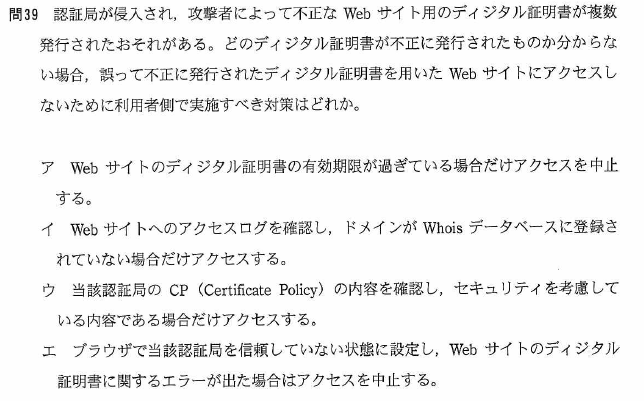 問39 認証局が侵入され，攻撃者によって不正な Web サイト用のディジタル証明書が複数
発行されたおそれがある。どのディジタル証明書が不正に発行されたものか分からな
い場合，誤って不正に発行されたディジタル証明書を用いた Web サイトにアクセスし
ないために利用者側で実施すべき対策はどれか。
ア Web サイトのディジタル証明書の有効期限が過ぎている場合だけアクセスを中止
する。
イ Web サイトへのアクセスログを確認し，ドメインが Whois データベースに登録さ
れていない場合だけアクセスする。
ウ 当該認証局の CP（Certificate Policy）の内容を確認し，セキュリティを考慮して
いる内容である場合だけアクセスする。
エ ブラウザで当該認証局を信頼していない状態に設定し，Web サイトのディジタル
証明書に関するエラーが出た場合はアクセスを中止する。